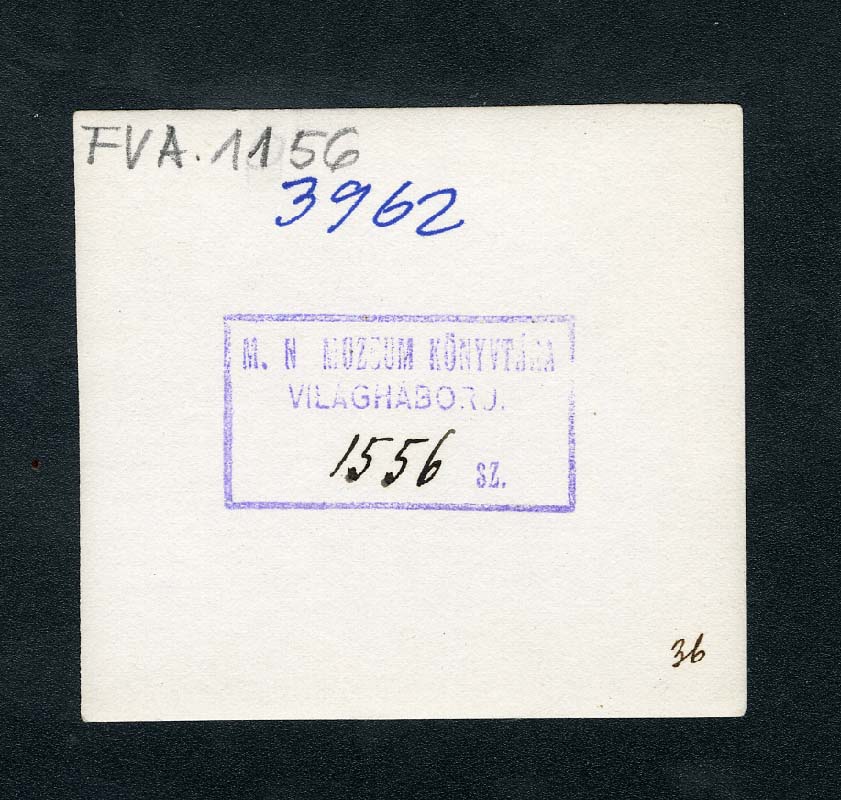 FVA. 1156
3962
M. N MUZEUM KÖNYVTÁRA
VILÁGHÁBORÚ.
1556 sz.
36